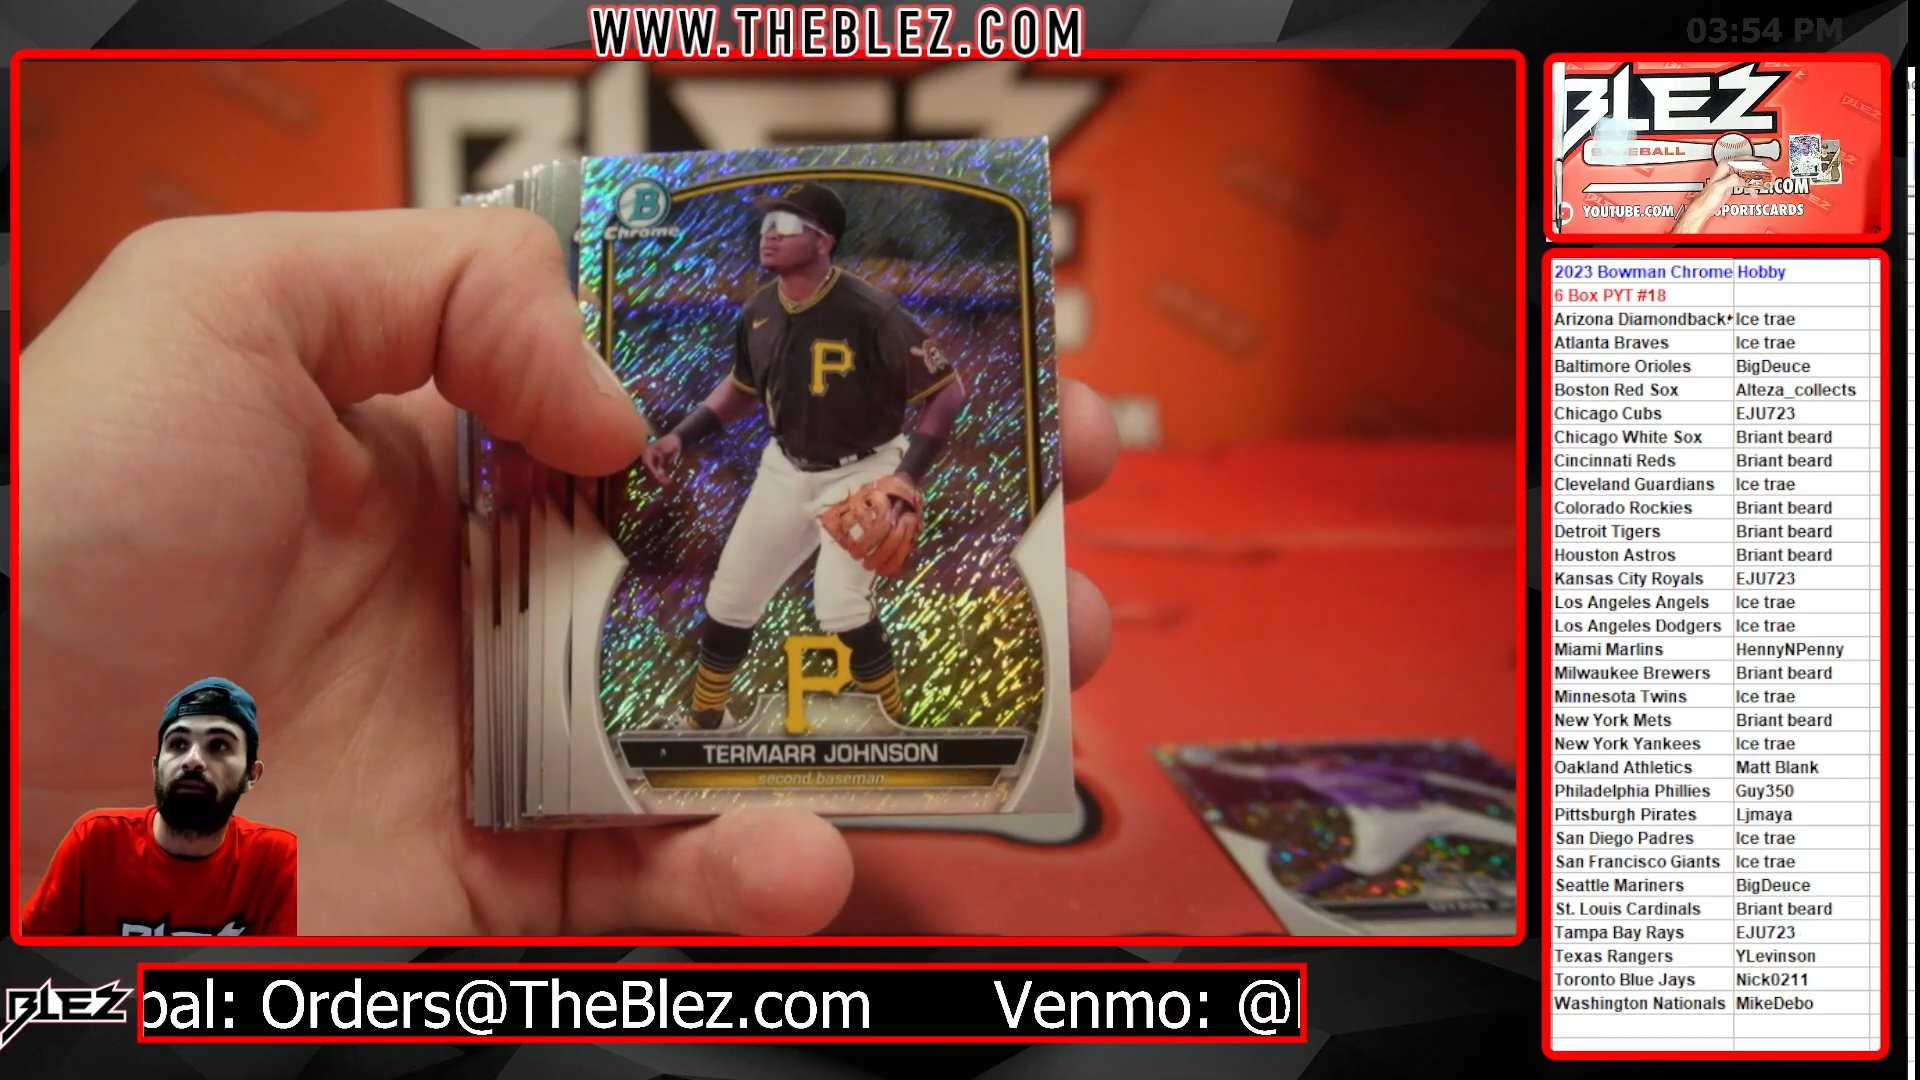 WWW.THEBLEZ.COM
03:54 PM
BLEZ
B
Chrome
P
P
TERMARR JOHNSON
second baseman
BLEZ
BASEBALL
YOUTUBE.COM/
SPORTSCARDS
2023 Bowman Chrome Hobby
6 Box PYT #18
Arizona Diamondback Ice trae
Atlanta Braves Ice trae
Baltimore Orioles BigDeuce
Boston Red Sox Alteza_collects
Chicago Cubs EJU723
Chicago White Sox Briant beard
Cincinnati Reds Briant beard
Cleveland Guardians Ice trae
Colorado Rockies Briant beard
Detroit Tigers Briant beard
Houston Astros Briant beard
Kansas City Royals EJU723
Los Angeles Angels Ice trae
Los Angeles Dodgers Ice trae
Miami Marlins HennyNPenny
Milwaukee Brewers Briant beard
Minnesota Twins Ice trae
New York Mets Briant beard
New York Yankees Ice trae
Oakland Athletics Matt Blank
Philadelphia Phillies Guy350
Pittsburgh Pirates Ljmaya
San Diego Padres Ice trae
San Francisco Giants Ice trae
Seattle Mariners BigDeuce
St. Louis Cardinals Briant beard
Tampa Bay Rays EJU723
Texas Rangers YLevinson
Toronto Blue Jays Nick0211
Washington Nationals MikeDebo
BLEZ
pal: Orders@TheBlez.com Venmo: @